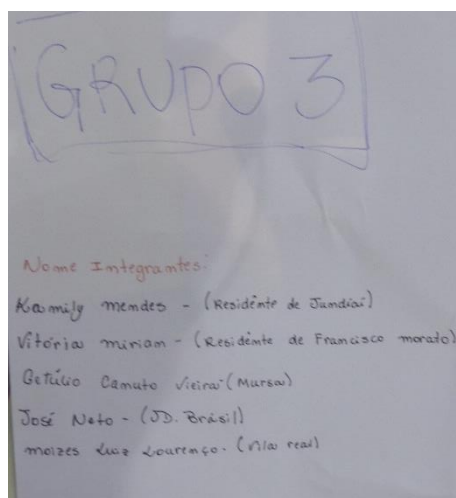 GRUPO 3
Nome Integrantes:
Kamily mendes - (Residênte de Jundiaí)
Vitória miriam - (Residênte de Francisco morato)
Getúlio Camuto Vieira (Mursa)
José Neto - (JD. Brásil)
moizes Luiz Lourenço. (Vila real)